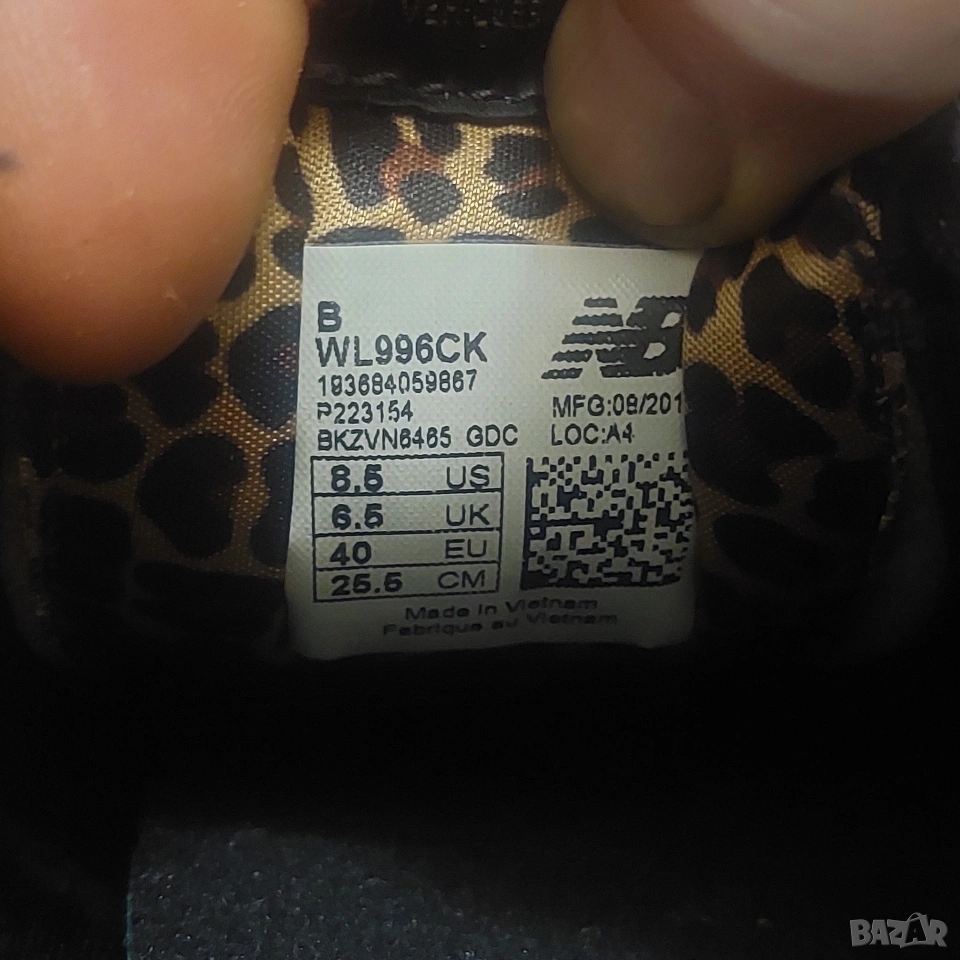 B
WL996CK
193684059867
P223154
BKZVN6465 GDC
NB
MFG:08/201
LOC:A4
8.5 US
6.5 UK
40 EU
25.5 CM
Made in Vietnam
Fabrique au Vietnam
BAZAR